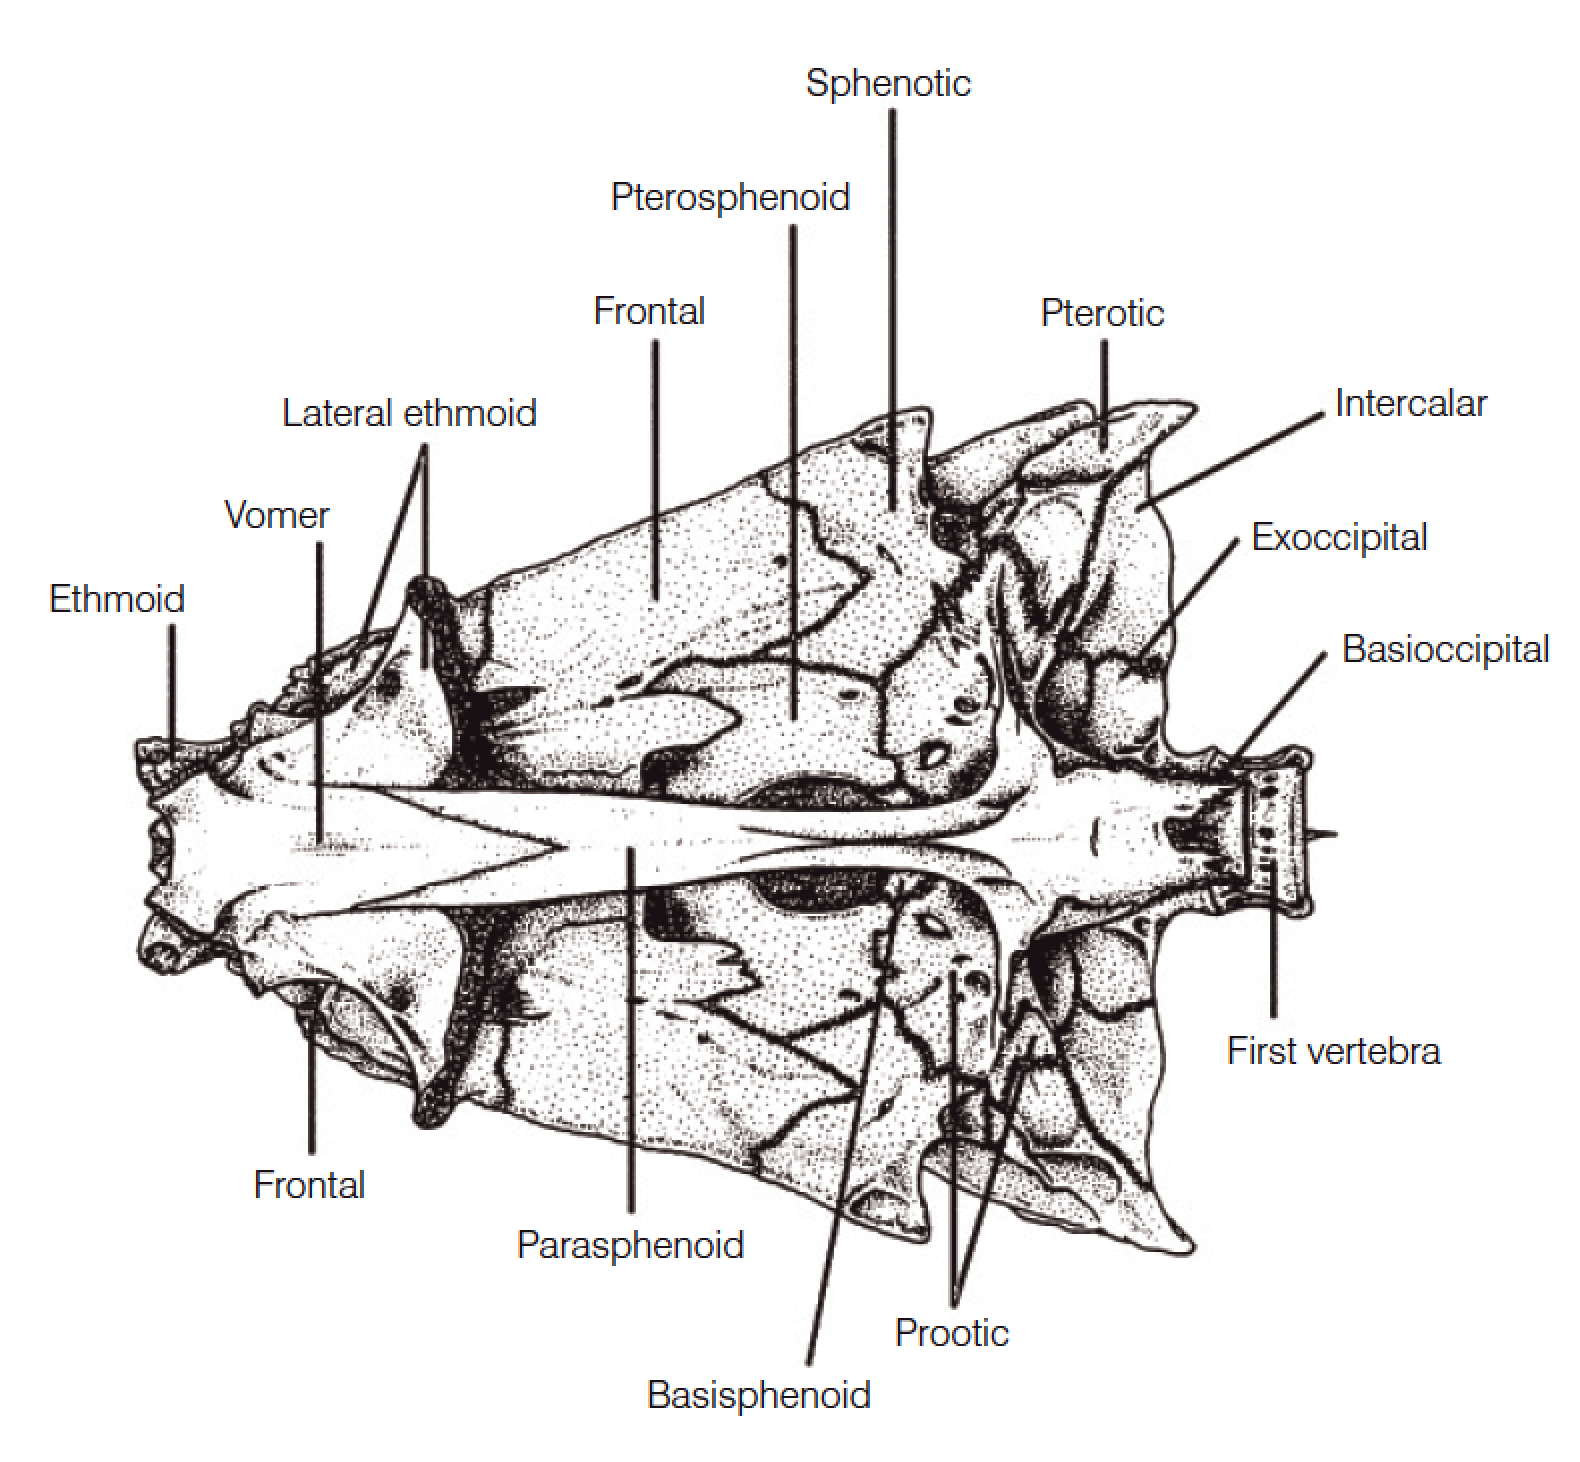 Sphenotic
Pterosphenoid
Frontal
Pterotic
Lateral ethmoid
Intercalar
Vomer
Exoccipital
Ethmoid
Basioccipital
First vertebra
Frontal
Parasphenoid
Prootic
Basisphenoid